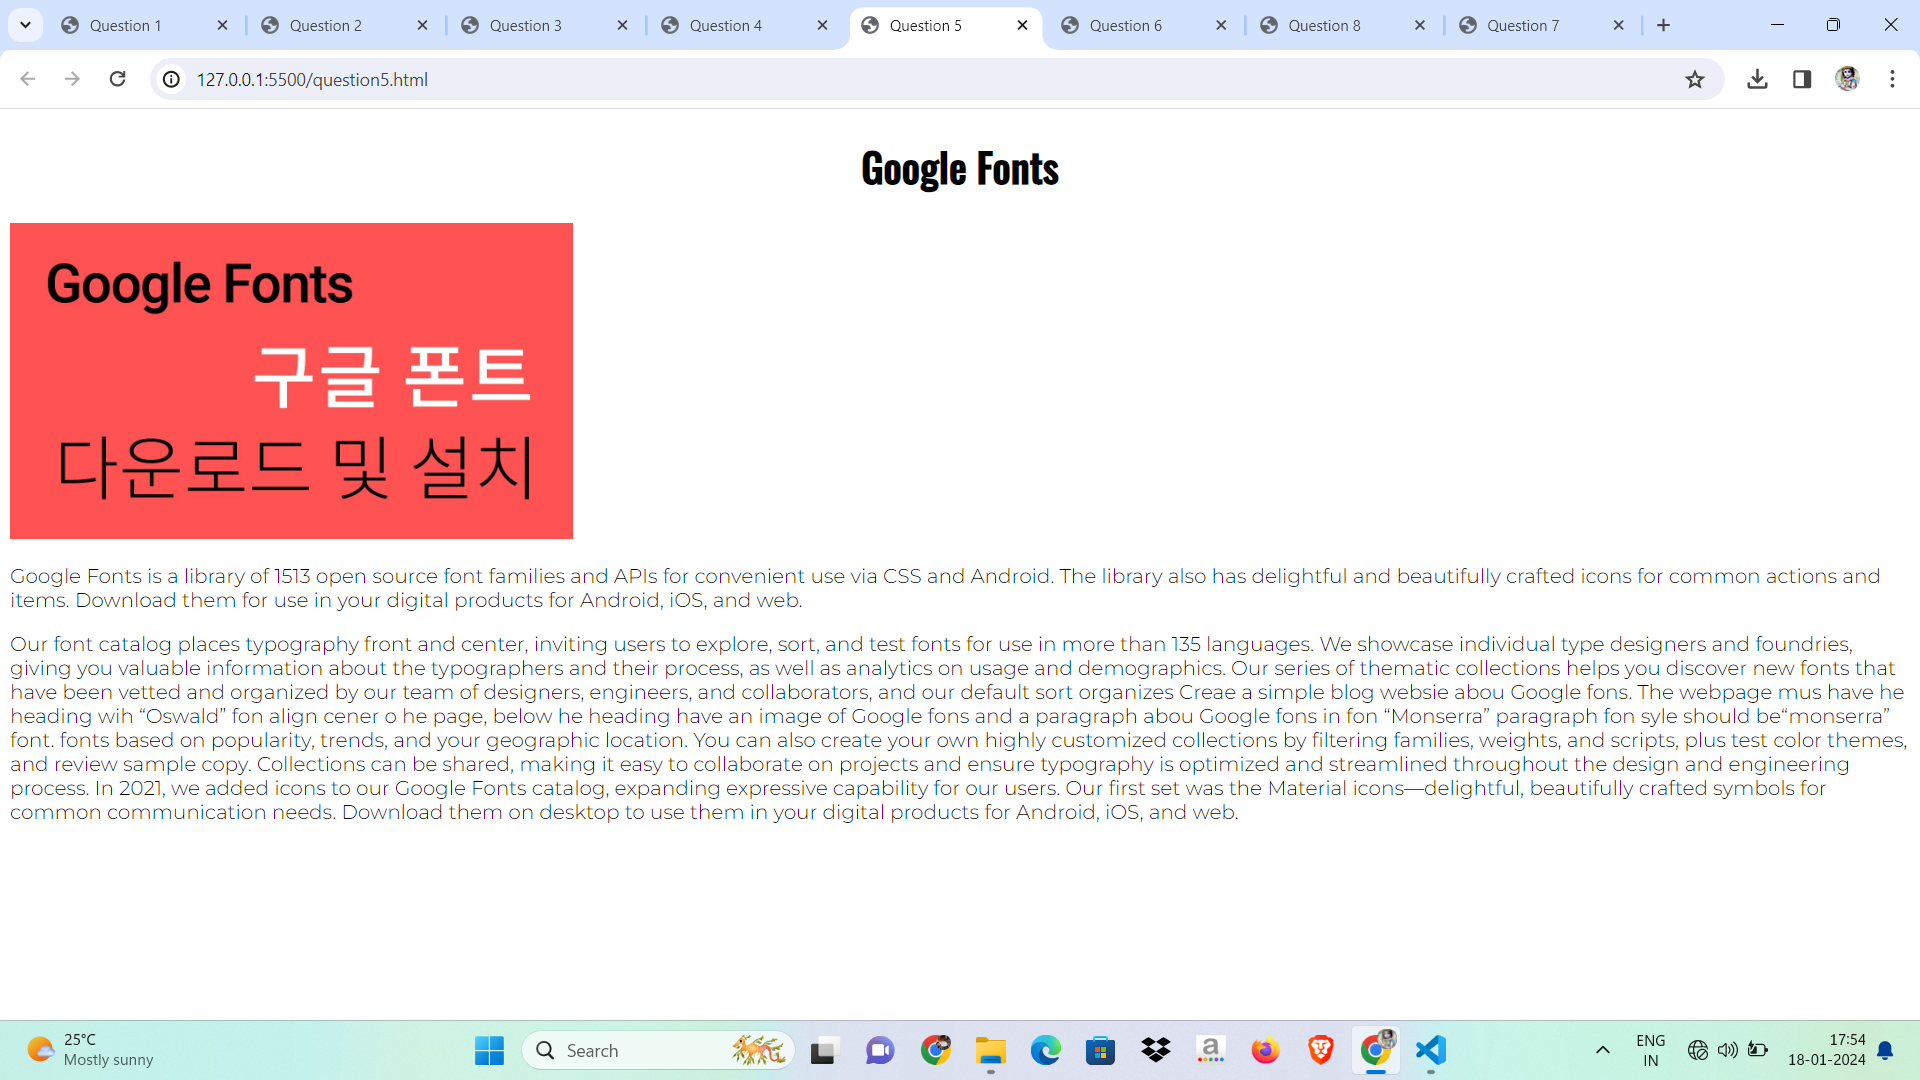 Question 1
Question 2
Question 3
Question 4
Question 5
Question 6
Question 8
Question 7
127.0.0.1:5500/question5.html
Google Fonts
Google Fonts
구글 폰트
다운로드 및 설치
Google Fonts is a library of 1513 open source font families and APIs for convenient use via CSS and Android. The library also has delightful and beautifully crafted icons for common actions and
items. Download them for use in your digital products for Android, iOS, and web.
Our font catalog places typography front and center, inviting users to explore, sort, and test fonts for use in more than 135 languages. We showcase individual type designers and foundries,
giving you valuable information about the typographers and their process, as well as analytics on usage and demographics. Our series of thematic collections helps you discover new fonts that
have been vetted and organized by our team of designers, engineers, and collaborators, and our default sort organizes Creae a simple blog websie abou Google fons. The webpage mus have he
heading wih “Oswald” fon align cener o he page, below he heading have an image of Google fons and a paragraph abou Google fons in fon “Monserra” paragraph fon syle should be“monserra”
font. fonts based on popularity, trends, and your geographic location. You can also create your own highly customized collections by filtering families, weights, and scripts, plus test color themes,
and review sample copy. Collections can be shared, making it easy to collaborate on projects and ensure typography is optimized and streamlined throughout the design and engineering
process. In 2021, we added icons to our Google Fonts catalog, expanding expressive capability for our users. Our first set was the Material icons—delightful, beautifully crafted symbols for
common communication needs. Download them on desktop to use them in your digital products for Android, iOS, and web.
25°C
Mostly sunny
Search
a
ENG
IN
17:54
18-01-2024